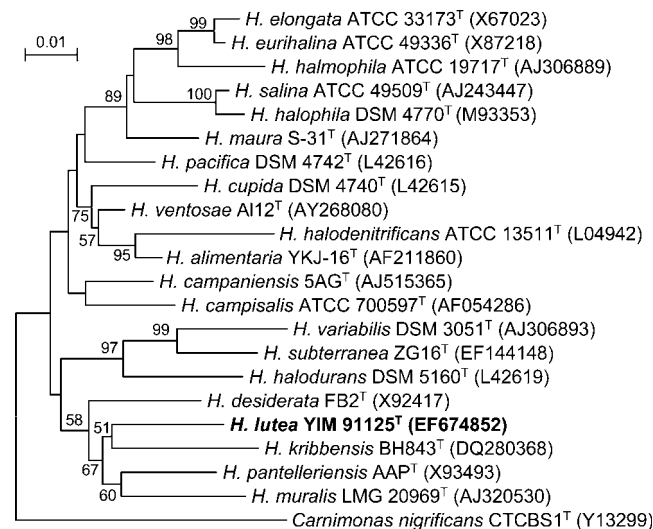 0.01
99
H. elongata ATCC 33173ᵀ (X67023)
H. eurihalina ATCC 49336ᵀ (X87218)
98
H. halmophila ATCC 19717ᵀ (AJ306889)
89
H. salina ATCC 49509ᵀ (AJ243447)
100
H. halophila DSM 4770ᵀ (M93353)
H. maura S-31ᵀ (AJ271864)
H. pacifica DSM 4742ᵀ (L42616)
H. cupida DSM 4740ᵀ (L42615)
75
H. ventosae Al12ᵀ (AY268080)
57
H. halodenitrificans ATCC 13511ᵀ (L04942)
95
H. alimentaria YKJ-16ᵀ (AF211860)
H. campaniensis 5AGᵀ (AJ515365)
H. campisalis ATCC 700597ᵀ (AF054286)
99
H. variabilis DSM 3051ᵀ (AJ306893)
97
H. subterranea ZG16ᵀ (EF144148)
H. halodurans DSM 5160ᵀ (L42619)
H. desiderata FB2ᵀ (X92417)
58
51
H. lutea YIM 91125ᵀ (EF674852)
H. kribbensis BH843ᵀ (DQ280368)
67
H. pantelleriensis AAPᵀ (X93493)
60
H. muralis LMG 20969ᵀ (AJ320530)
Carnimonas nigrificans CTCBS1ᵀ (Y13299)